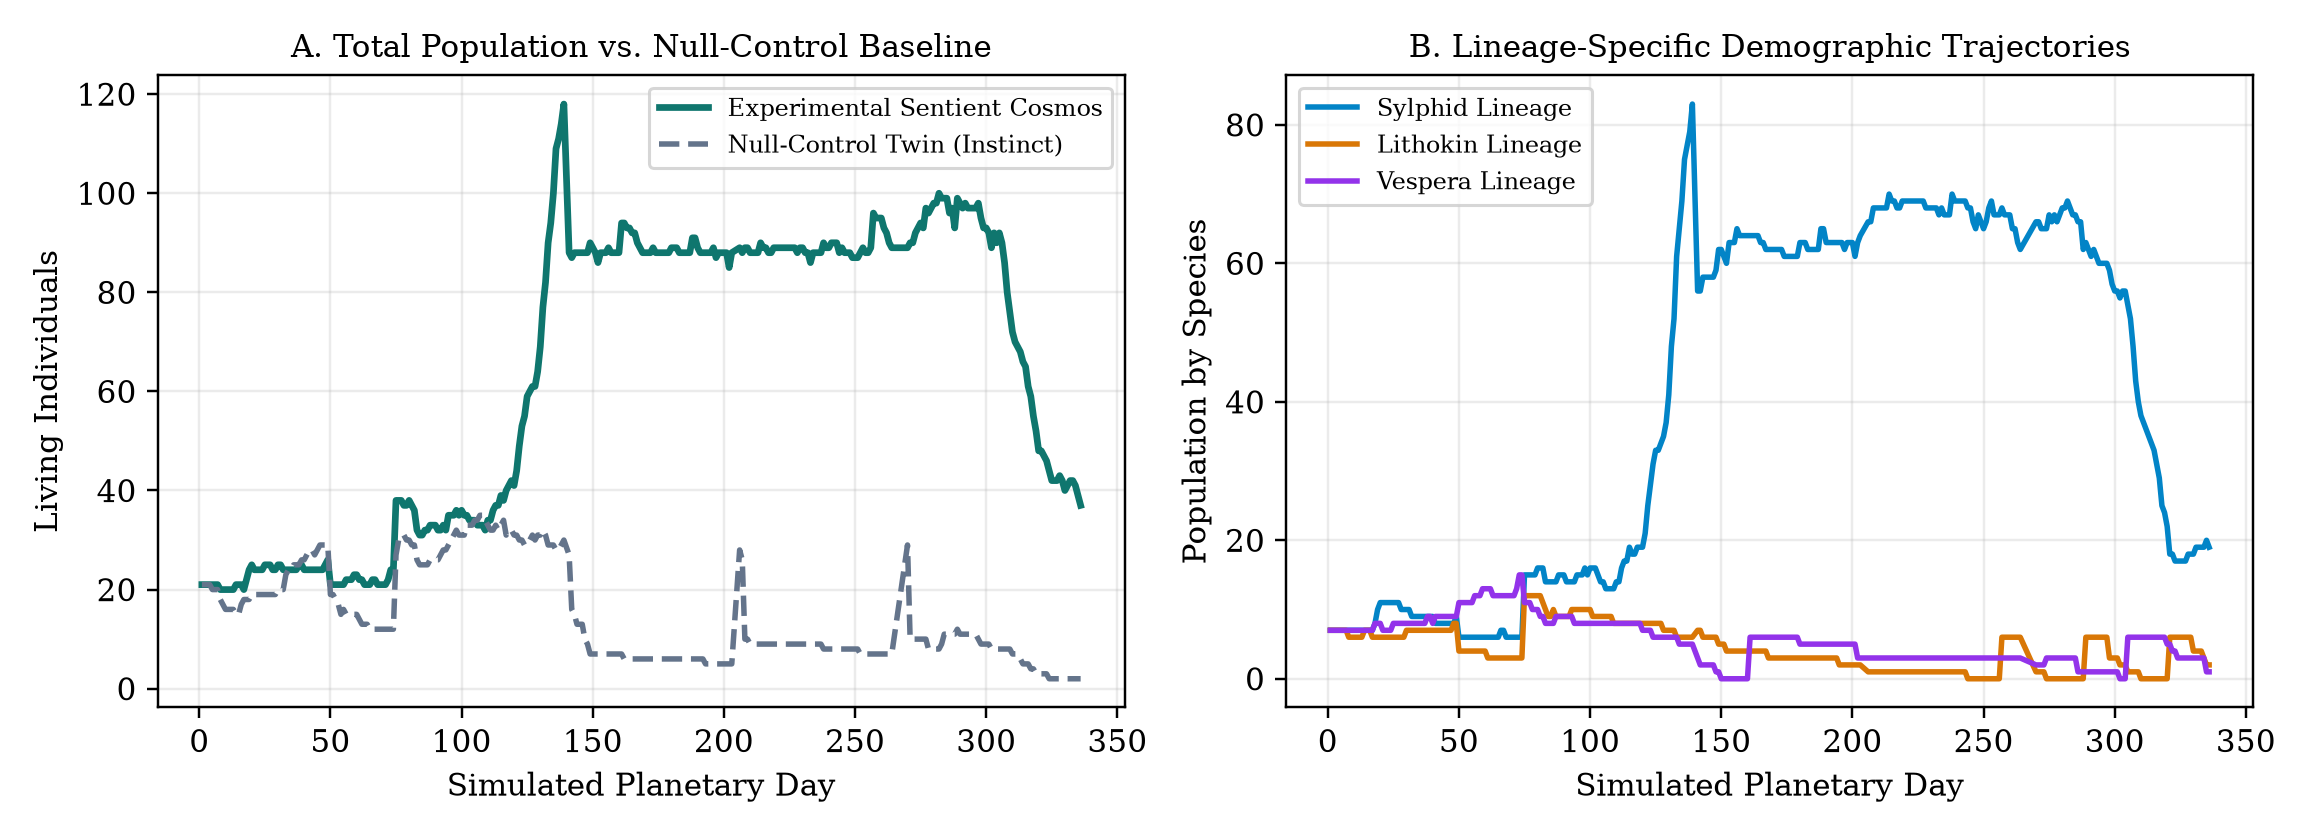 A. Total Population vs. Null-Control Baseline
Living Individuals
120
100
80
60
40
20
0
Experimental Sentient Cosmos
Null-Control Twin (Instinct)
0 50 100 150 200 250 300 350
Simulated Planetary Day
B. Lineage-Specific Demographic Trajectories
Population by Species
80
60
40
20
0
Sylphid Lineage
Lithokin Lineage
Vespera Lineage
0 50 100 150 200 250 300 350
Simulated Planetary Day